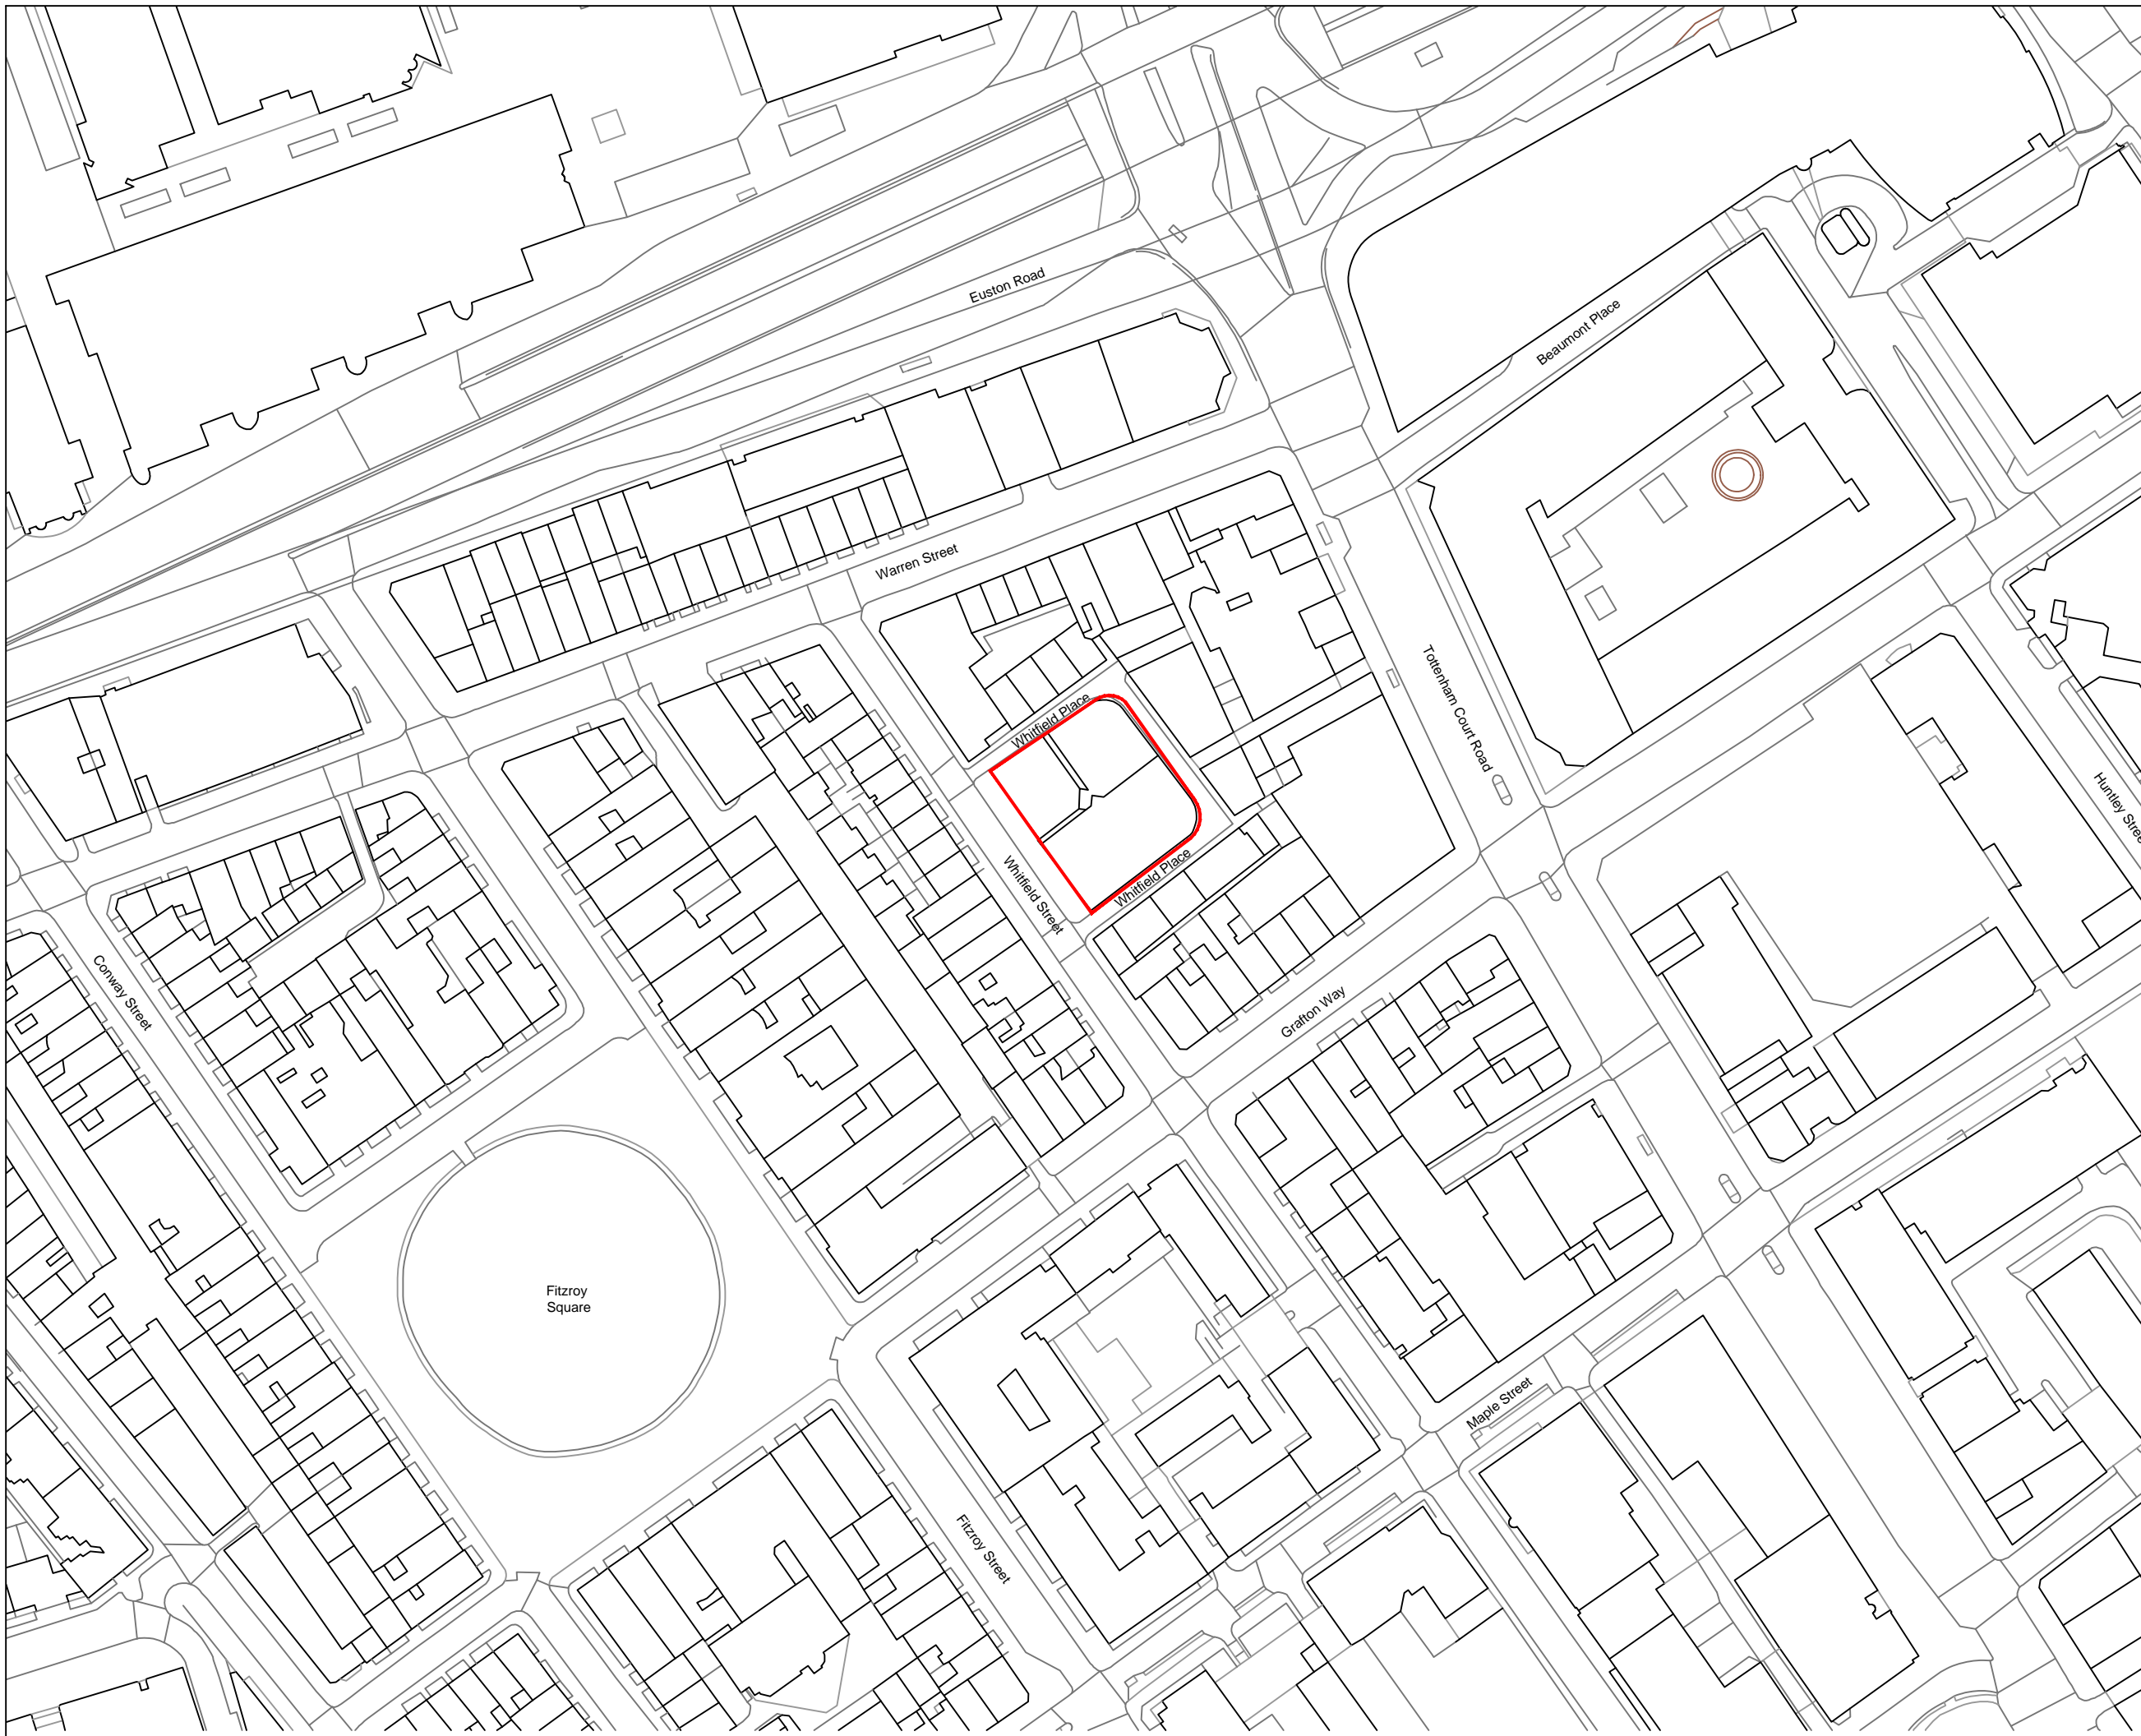 Euston Road
Beaumont Place
Warren Street
Tottenham Court Road
Whitfield Place
Huntley Stree
Whitfield Street
Whitfield Place
Conway Street
Grafton Way
Fitzroy
Square
Maple Street
Fitzroy Street